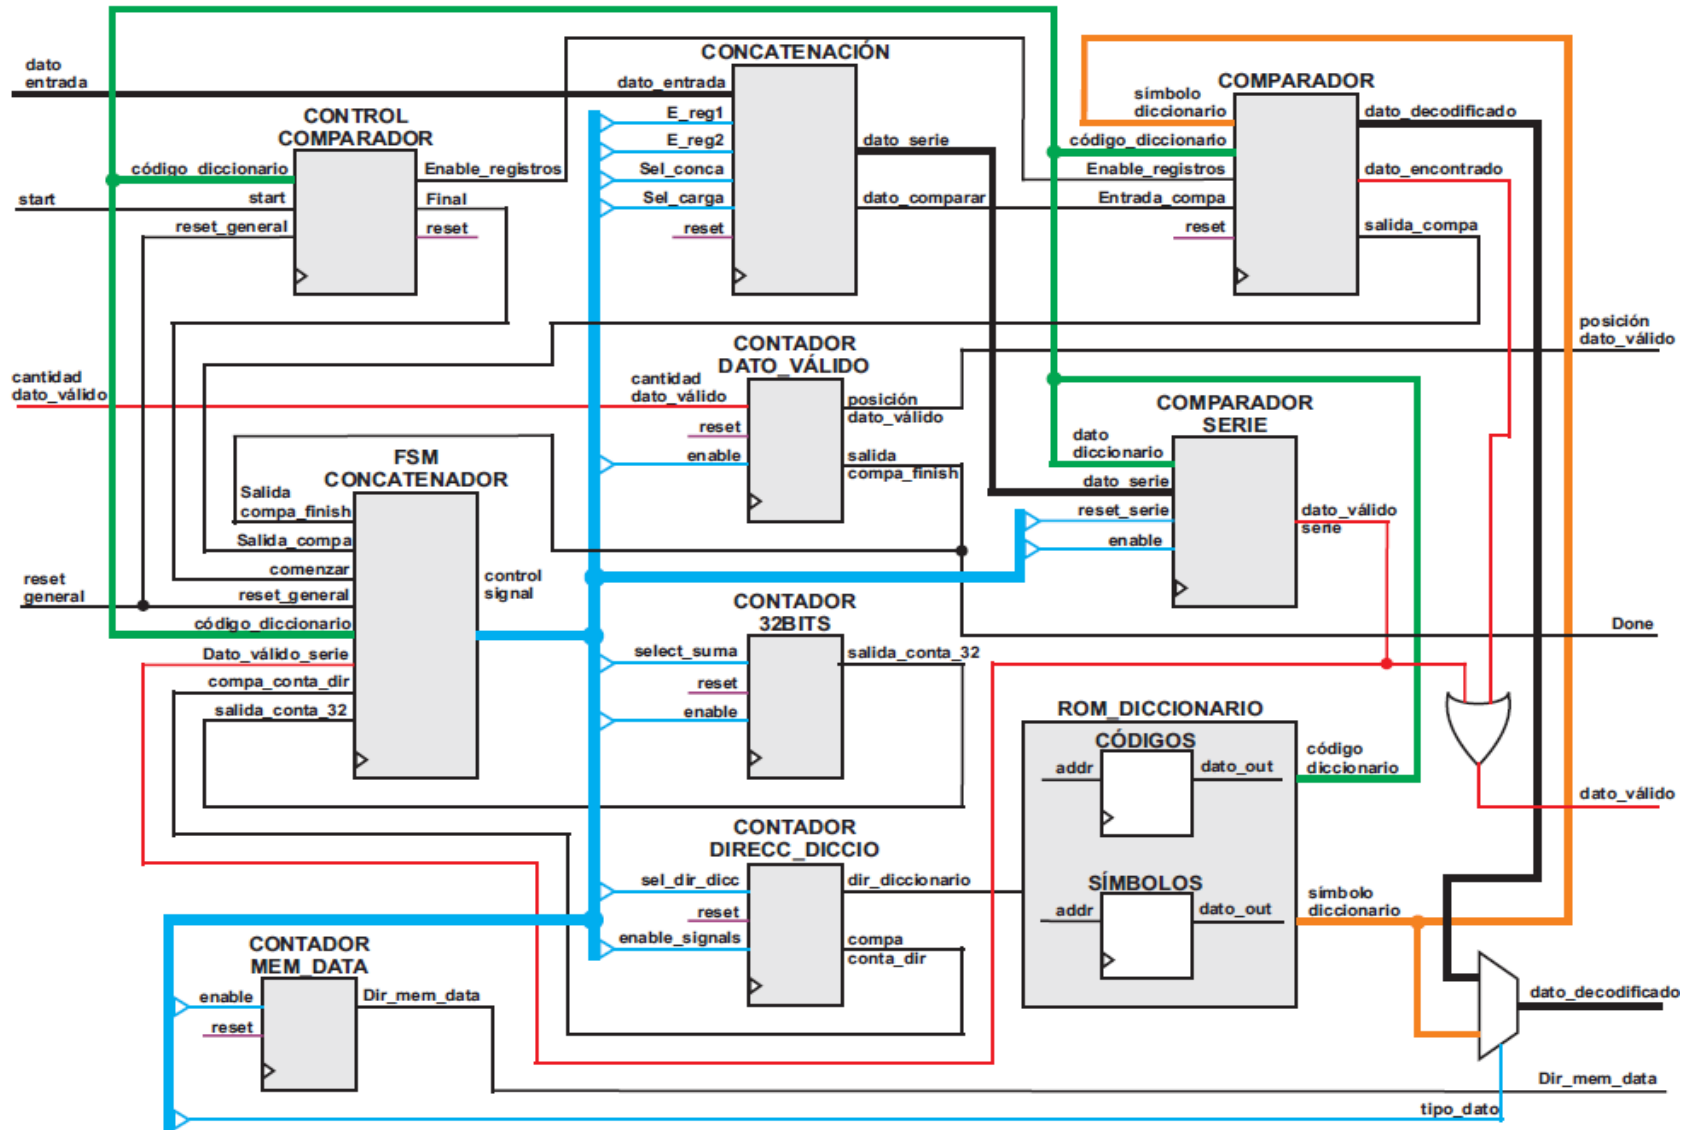 dato
entrada
start
cantidad
dato_válido
reset
general
CONTROL
COMPARADOR
código_diccionario
start
reset_general
Enable_registros
Final
reset
CONCATENACIÓN
dato_entrada
E_reg1
E_reg2
Sel_conca
Sel_carga
reset
dato_serie
dato_comparar
COMPARADOR
símbolo
diccionario
código_diccionario
Enable_registros
Entrada_compa
reset
dato_decodificado
dato_encontrado
salida_compa
posición
dato_válido
CONTADOR
DATO_VÁLIDO
cantidad
dato_válido
reset
enable
posición
dato_válido
salida
compa_finish
COMPARADOR
SERIE
dato
diccionario
dato_serie
reset_serie
enable
dato_válido
serie
FSM
CONCATENADOR
Salida
compa_finish
Salida_compa
comenzar
reset_general
código_diccionario
Dato_válido_serie
compa_conta_dir
salida_conta_32
control
signal
CONTADOR
32BITS
select_suma
reset
enable
salida_conta_32
Done
ROM_DICCIONARIO
CÓDIGOS
addr
dato_out
SÍMBOLOS
addr
dato_out
código
diccionario
símbolo
diccionario
dato_válido
CONTADOR
DIRECC_DICCIO
sel_dir_dicc
reset
enable_signals
dir_diccionario
compa
conta_dir
CONTADOR
MEM_DATA
enable
reset
Dir_mem_data
dato_decodificado
Dir_mem_data
tipo_dato